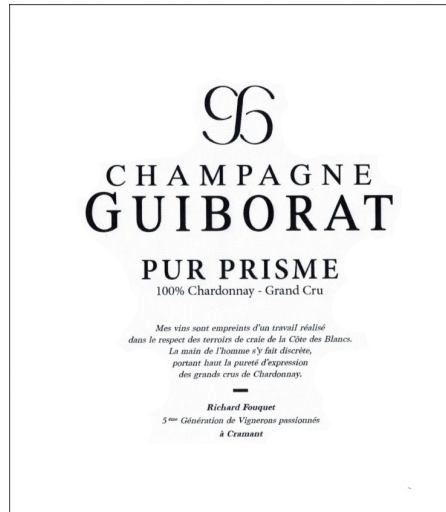 CHAMPAGNE
GUIBORAT
PUR PRISME
100% Chardonnay - Grand Cru
Mes vins sont empreints d'un travail réalisé
dans le respect des terroirs de craie de la Côte des Blancs.
La main de l'homme s'y fait discrète,
portant haut la pureté d'expression
des grands crus de Chardonnay.
Richard Fouquet
5ème Génération de Vignerons passionnés
à Cramant